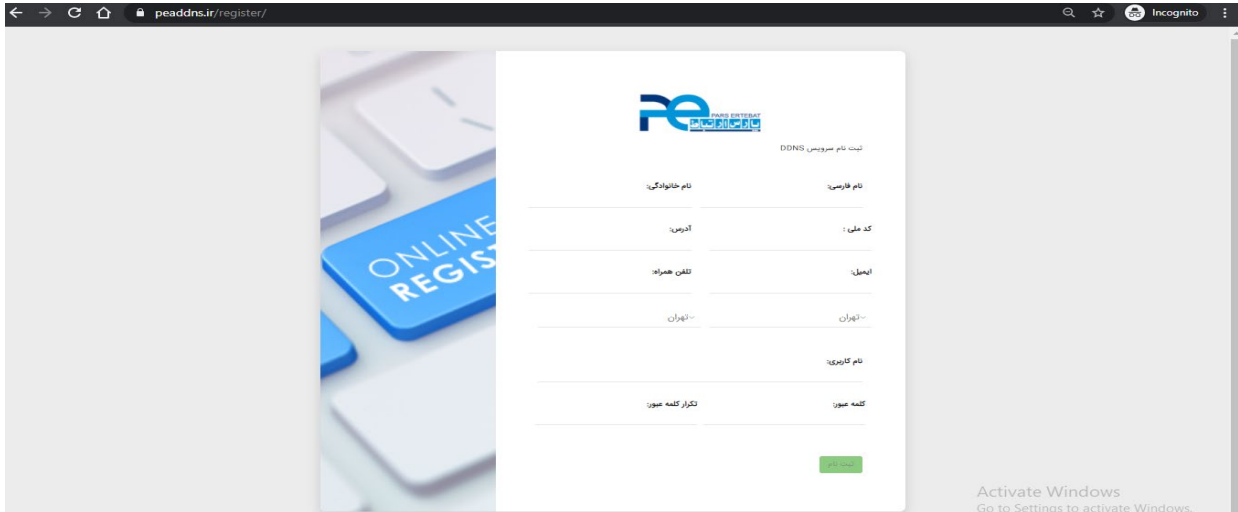 peaddns.ir/register/
Incognito
PARS ERTEBAT
پارس ارتباط
ثبت نام سرویس DDNS
نام فارسی: نام خانوادگی:
کد ملی : آدرس:
ایمیل: تلفن همراه:
تهران تهران
نام کاربری:
کلمه عبور: تکرار کلمه عبور:
ثبت نام
ONLINE
REGIST
Activate Windows
Go to Settings to activate Windows.